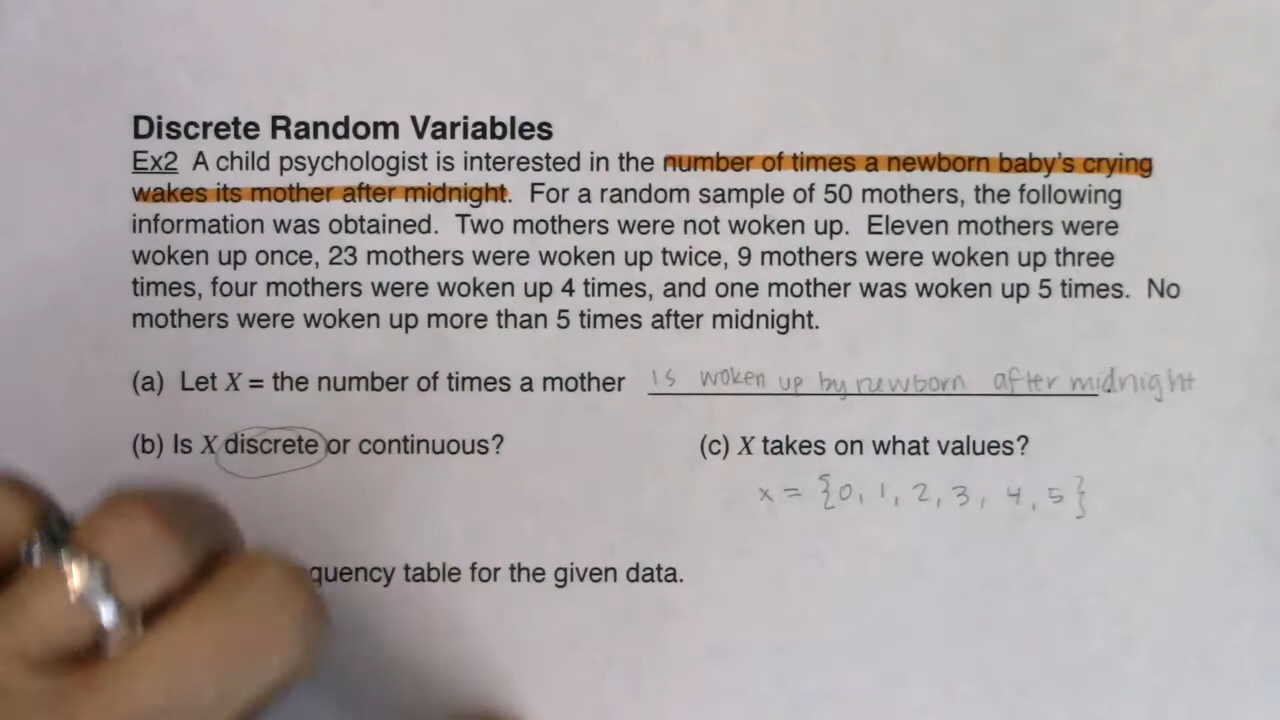 Discrete Random Variables
Ex2 A child psychologist is interested in the number of times a newborn baby's crying
wakes its mother after midnight. For a random sample of 50 mothers, the following
information was obtained. Two mothers were not woken up. Eleven mothers were
woken up once, 23 mothers were woken up twice, 9 mothers were woken up three
times, four mothers were woken up 4 times, and one mother was woken up 5 times. No
mothers were woken up more than 5 times after midnight.
(a) Let X = the number of times a mother is woken up by newborn after midnight
(b) Is X discrete or continuous? (c) X takes on what values?
x = {0, 1, 2, 3, 4, 5}
table for the given data.